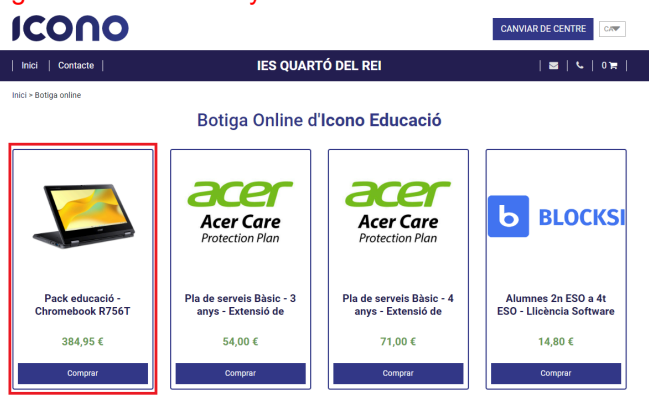 ICONO
CANVIAR DE CENTRE
Inici | Contacte |
IES QUARTÓ DEL REI
0
Inici > Botiga online
Botiga Online d'Icono Educació
acer
Acer Care
Protection Plan
acer
Acer Care
Protection Plan
b BLOCKSI
Pack educació -
Chromebook R756T
Pla de serveis Bàsic - 3
anys - Extensió de
Pla de serveis Bàsic - 4
anys - Extensió de
Alumnes 2n ESO a 4t
ESO - Llicència Software
384,95 €
54,00 €
71,00 €
14,80 €
Comprar
Comprar
Comprar
Comprar